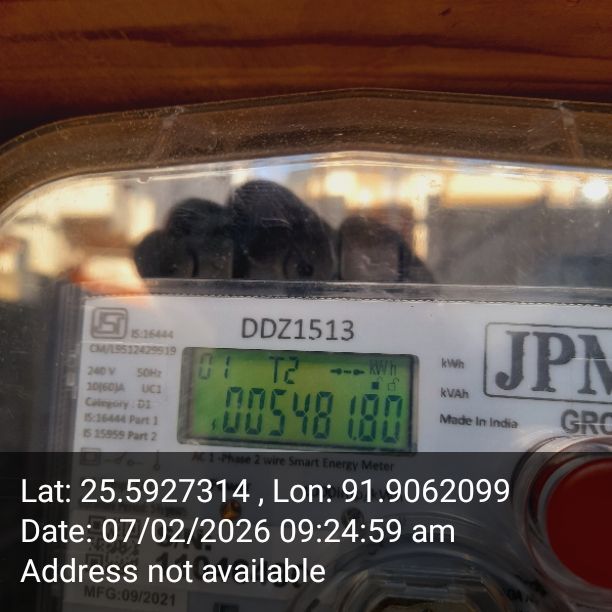 IS:16444
CM/L9512429519
DDZ1513
240 V 50Hz
10(60)A UC1
Category : D1
IS:16444 Part 1
IS 15959 Part 2
01 T2 kWh
005481.80
kWh
kVAh
Made in India
JPM
GRO
AC 1 -Phase 2 wire Smart Energy Meter
Lat: 25.5927314 , Lon: 91.9062099
Date: 07/02/2026 09:24:59 am
Address not available
MFG:09/2021